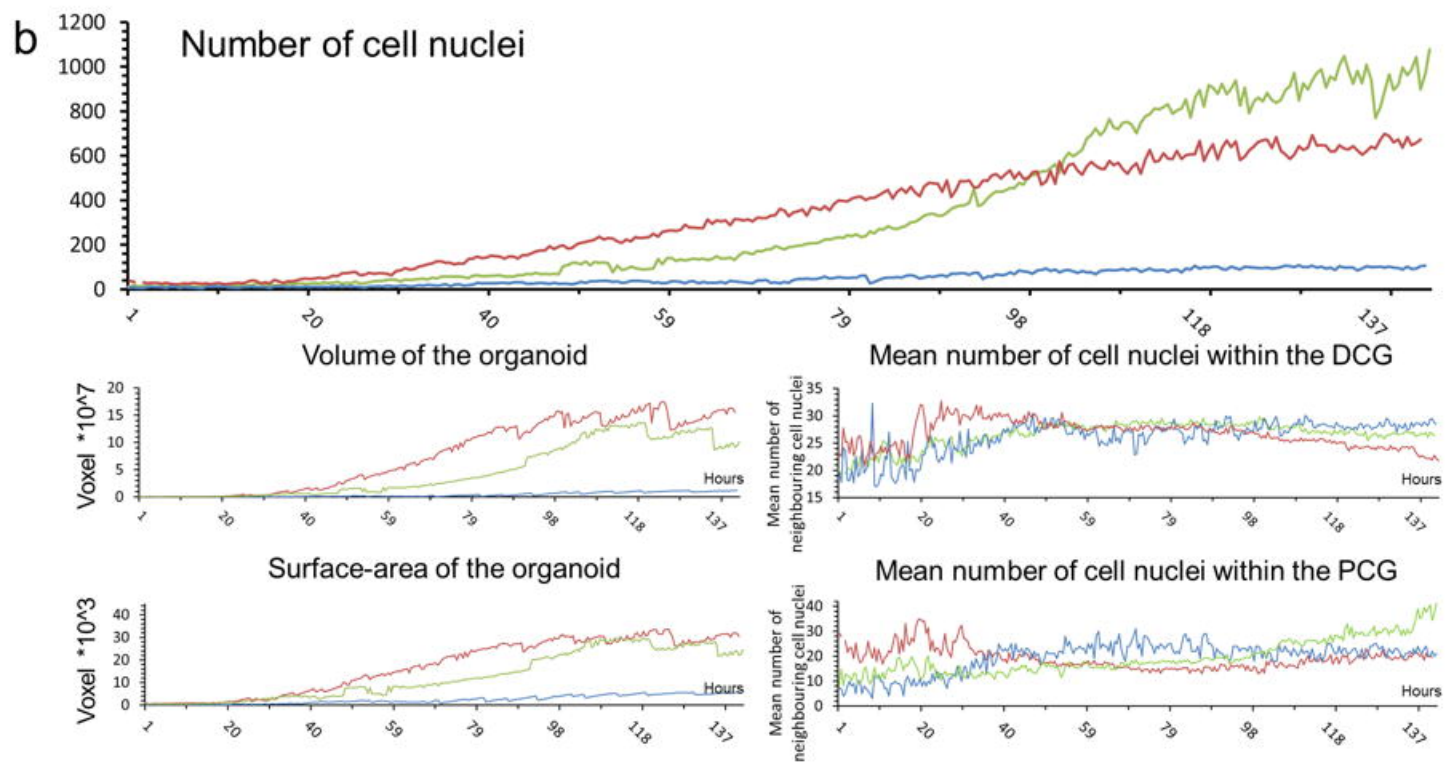 b
Number of cell nuclei
1200
1000
800
600
400
200
0
1 20 40 59 79 98 118 137
Volume of the organoid
Voxel *10^7
20
15
10
5
0
Hours
1 20 40 59 79 98 118 137
Mean number of cell nuclei within the DCG
Mean number of
neighbouring cell nuclei
35
30
25
20
15
Hours
1 20 40 59 79 98 118 137
Surface-area of the organoid
Voxel *10^3
40
30
20
10
0
Hours
1 20 40 59 79 98 118 137
Mean number of cell nuclei within the PCG
Mean number of
neighbouring cell nuclei
40
30
20
10
0
Hours
1 20 40 59 79 98 118 137